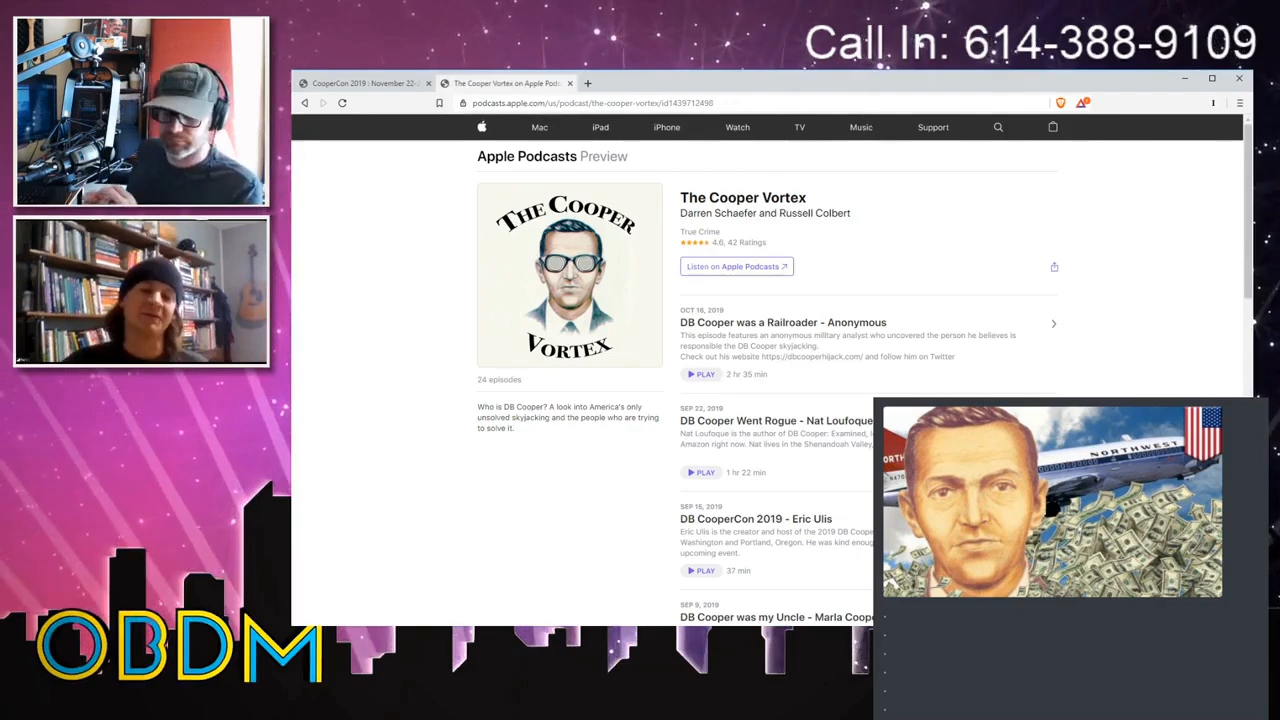 Call In: 614-388-9109
CooperCon 2019 : November 22-
The Cooper Vortex on Apple Pod
podcasts.apple.com/us/podcast/the-cooper-vortex/id1439712498
Mac
iPad
iPhone
Watch
TV
Music
Support
Apple Podcasts Preview
THE COOPER
VORTEX
24 episodes
Who is DB Cooper? A look into America's only
unsolved skyjacking and the people who are trying
to solve it.
The Cooper Vortex
Darren Schaefer and Russell Colbert
True Crime
4.6, 42 Ratings
Listen on Apple Podcasts
OCT 16, 2019
DB Cooper was a Railroader - Anonymous
This episode features an anonymous military analyst who uncovered the person he believes is
responsible the DB Cooper skyjacking.
Check out his website https://dbcooperhijack.com/ and follow him on Twitter
PLAY 2 hr 35 min
SEP 22, 2019
DB Cooper Went Rogue - Nat Loufoque
Nat Loufoque is the author of DB Cooper: Examined,
Amazon right now. Nat lives in the Shenandoah Valley,
PLAY 1 hr 22 min
SEP 15, 2019
DB CooperCon 2019 - Eric Ulis
Eric Ulis is the creator and host of the 2019 DB Cooper
Washington and Portland, Oregon. He was kind enoug
upcoming event.
PLAY 37 min
SEP 9, 2019
DB Cooper was my Uncle - Marla Coope
NORTHWEST
OBDM